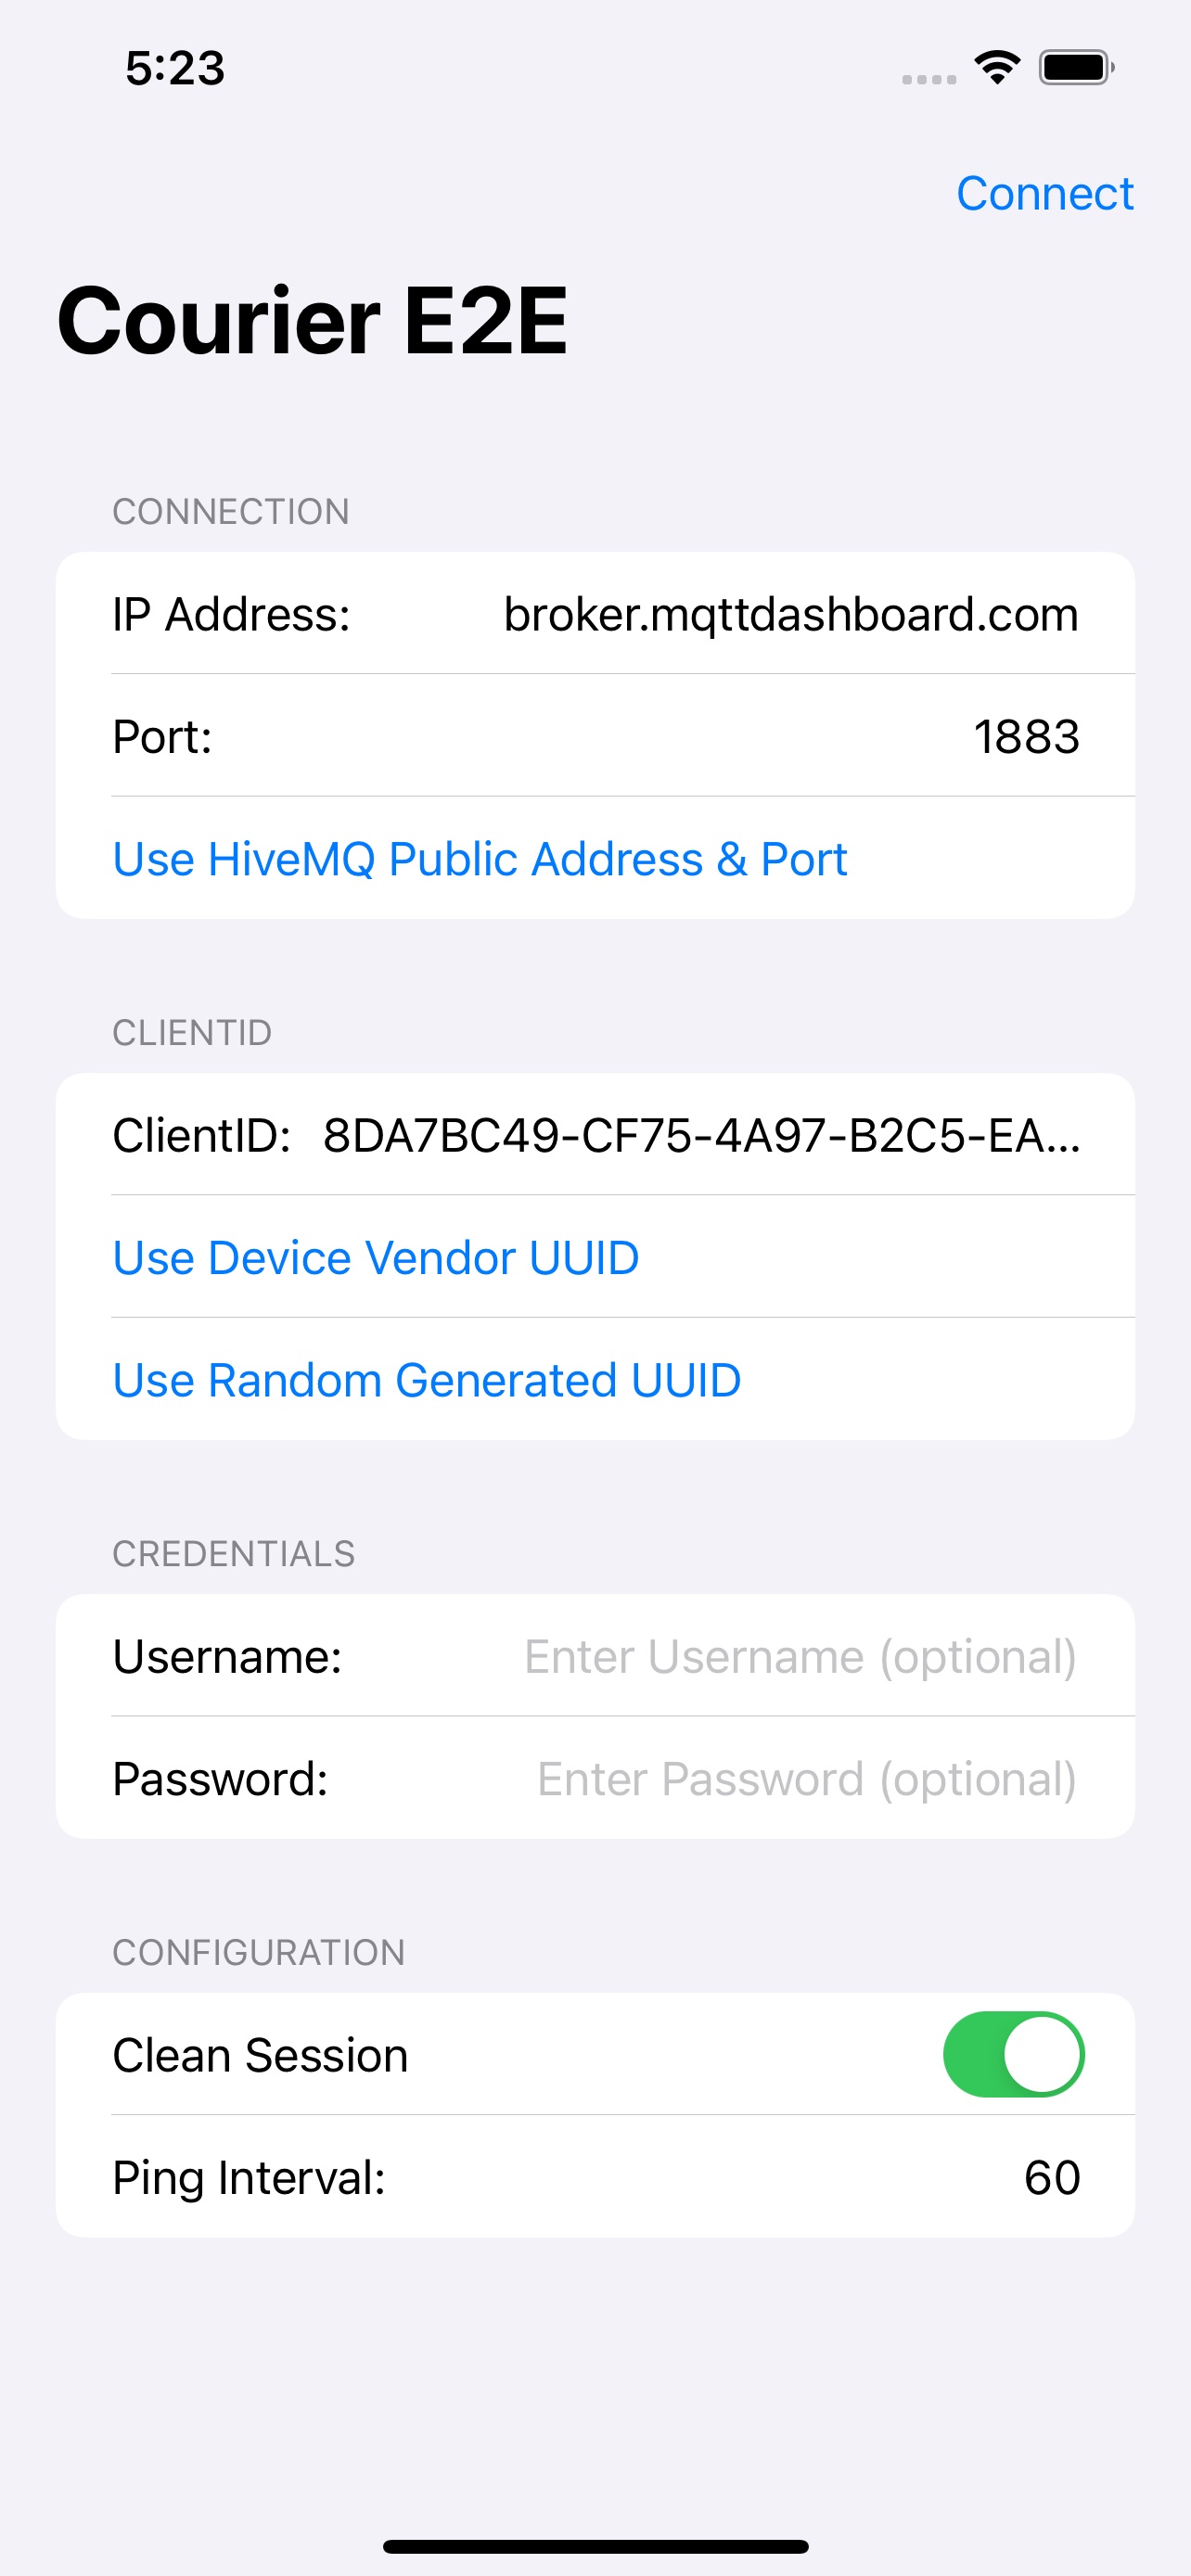 5:23
Connect
Courier E2E
CONNECTION
IP Address: broker.mqttdashboard.com
Port: 1883
Use HiveMQ Public Address & Port
CLIENTID
ClientID: 8DA7BC49-CF75-4A97-B2C5-EA...
Use Device Vendor UUID
Use Random Generated UUID
CREDENTIALS
Username: Enter Username (optional)
Password: Enter Password (optional)
CONFIGURATION
Clean Session
Ping Interval: 60